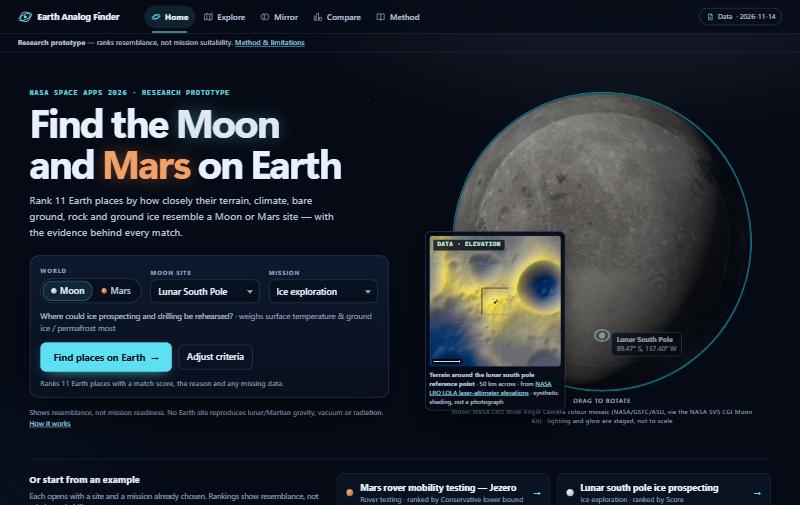 Earth Analog Finder
Home
Explore
Mirror
Compare
Method
Data · 2026-11-14
Research prototype — ranks resemblance, not mission suitability. Method & limitations
NASA SPACE APPS 2026 · RESEARCH PROTOTYPE
Find the Moon
and Mars on Earth
Rank 11 Earth places by how closely their terrain, climate, bare
ground, rock and ground ice resemble a Moon or Mars site — with
the evidence behind every match.
WORLD
Moon
Mars
MOON SITE
Lunar South Pole
MISSION
Ice exploration
Where could ice prospecting and drilling be rehearsed? · weighs surface temperature & ground
ice / permafrost most
Find places on Earth →
Adjust criteria
Ranks 11 Earth places with a match score, the reason and any missing data.
Shows resemblance, not mission readiness. No Earth site reproduces lunar/Martian gravity, vacuum or radiation.
How it works
DATA · ELEVATION
Terrain around the lunar south pole
reference point · 50 km across · from NASA
LRO LOLA laser-altimeter elevations · synthetic
shading, not a photograph
Lunar South Pole
89.47° S, 137.40° W
DRAG TO ROTATE
Moon: NASA LRO Wide Angle Camera colour mosaic (NASA/GSFC/ASU, via the NASA SVS CGI Moon
Kit) · lighting and glow are staged, not to scale
Or start from an example
Each opens with a site and a mission already chosen. Rankings show resemblance, not
Mars rover mobility testing — Jezero →
Rover testing · ranked by Conservative lower bound
Lunar south pole ice prospecting →
Ice exploration · ranked by Score